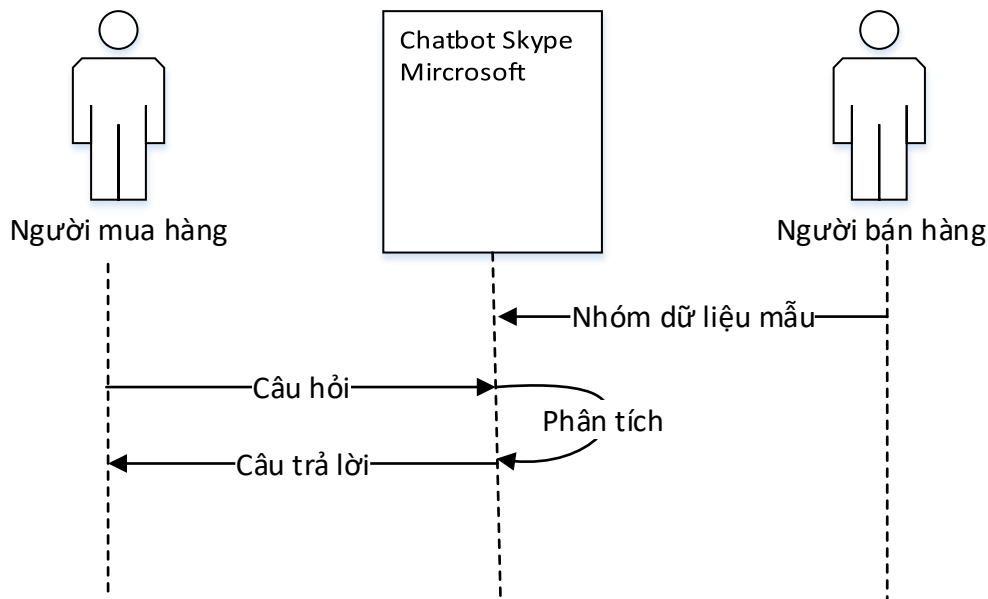 Chatbot Skype
Mircrosoft
Người mua hàng
Người bán hàng
Nhóm dữ liệu mẫu
Câu hỏi
Phân tích
Câu trả lời